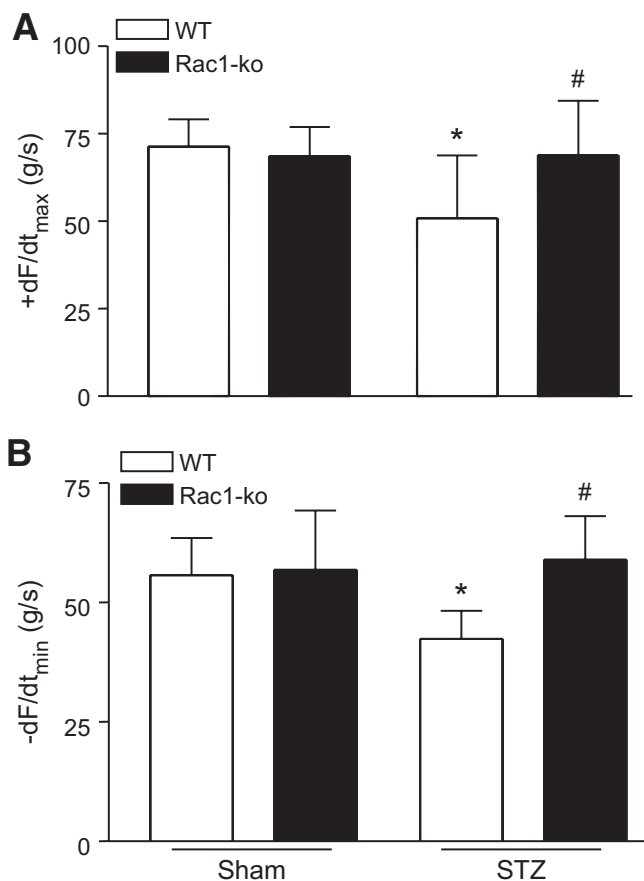 A
WT
Rac1-ko
+dF/dtmax (g/s)
100
75
50
25
0
*
#
B
WT
Rac1-ko
-dF/dtmin (g/s)
75
50
25
0
*
#
Sham
STZ